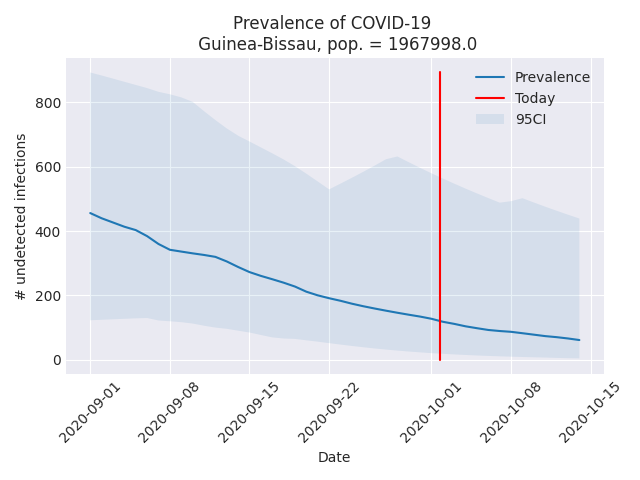 Prevalence of COVID-19
Guinea-Bissau, pop. = 1967998.0
Prevalence
Today
95CI
# undetected infections
800
600
400
200
0
2020-09-01
2020-09-08
2020-09-15
2020-09-22
2020-10-01
2020-10-08
2020-10-15
Date